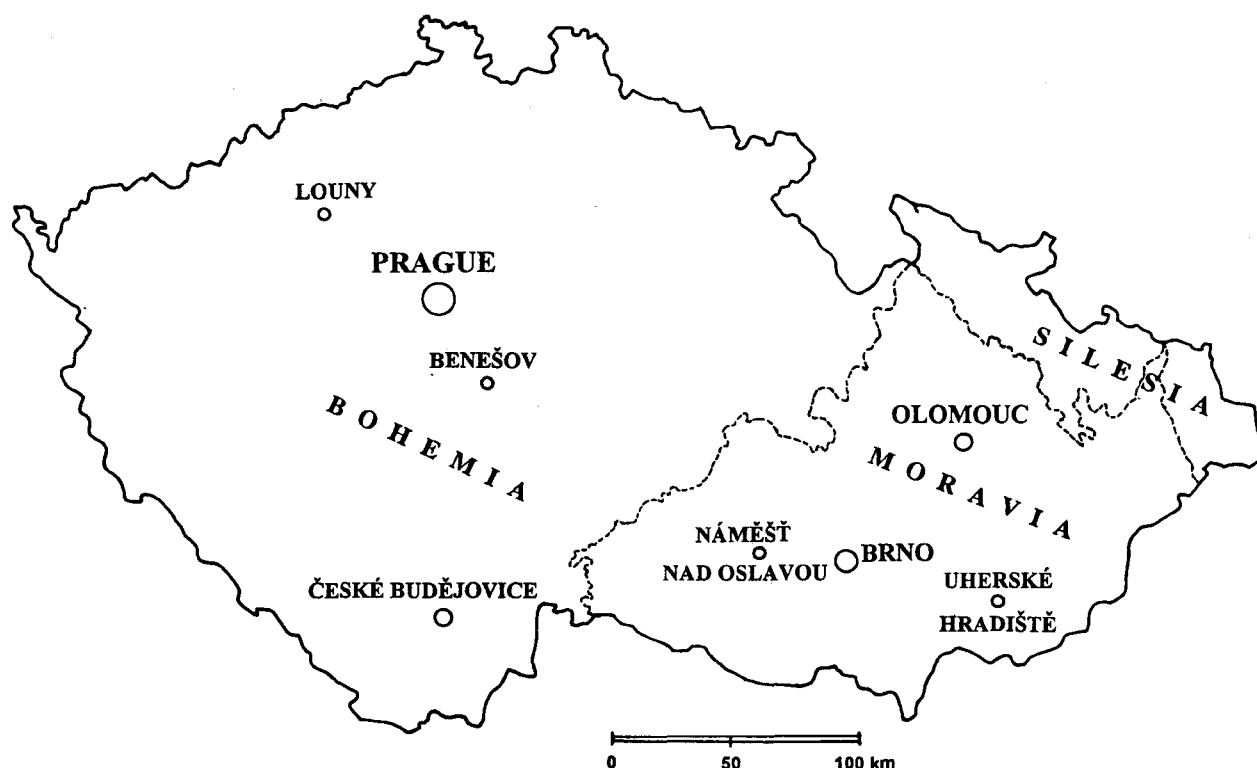 LOUNY
PRAGUE
BENEŠOV
BOHEMIA
SILESIA
OLOMOUC
MORAVIA
NÁMĚŠŤ
NAD OSLAVOU
BRNO
UHERSKÉ
HRADIŠTĚ
ČESKÉ BUDĚJOVICE
0 50 100 km